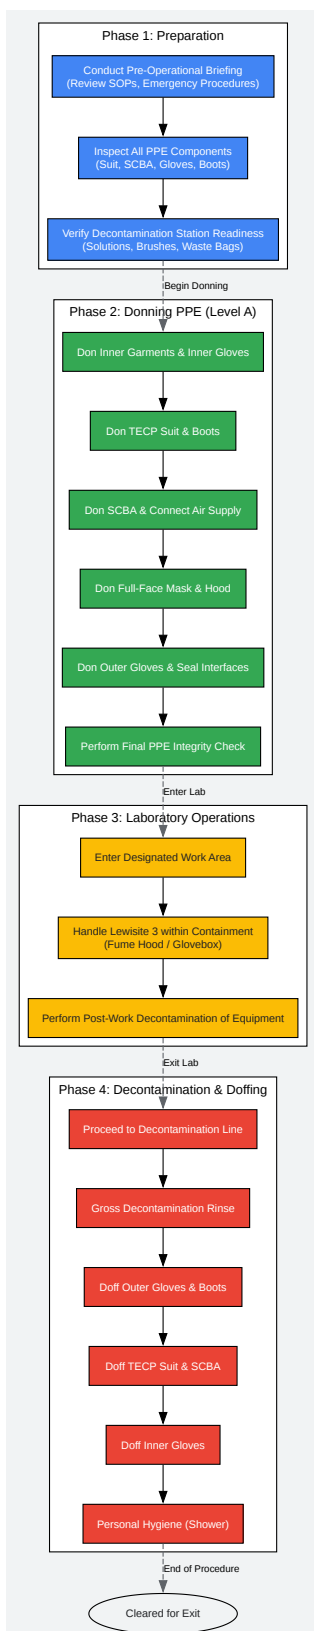 Phase 1: Preparation
Conduct Pre-Operational Briefing
(Review SOPs, Emergency Procedures)
Inspect All PPE Components
(Suit, SCBA, Gloves, Boots)
Verify Decontamination Station Readiness
(Solutions, Brushes, Waste Bags)
Begin Donning
Phase 2: Donning PPE (Level A)
Don Inner Garments & Inner Gloves
Don TECP Suit & Boots
Don SCBA & Connect Air Supply
Don Full-Face Mask & Hood
Don Outer Gloves & Seal Interfaces
Perform Final PPE Integrity Check
Enter Lab
Phase 3: Laboratory Operations
Enter Designated Work Area
Handle Lewisite 3 within Containment
(Fume Hood / Glovebox)
Perform Post-Work Decontamination of Equipment
Exit Lab
Phase 4: Decontamination & Doffing
Proceed to Decontamination Line
Gross Decontamination Rinse
Doff Outer Gloves & Boots
Doff TECP Suit & SCBA
Doff Inner Gloves
Personal Hygiene (Shower)
End of Procedure
Cleared for Exit